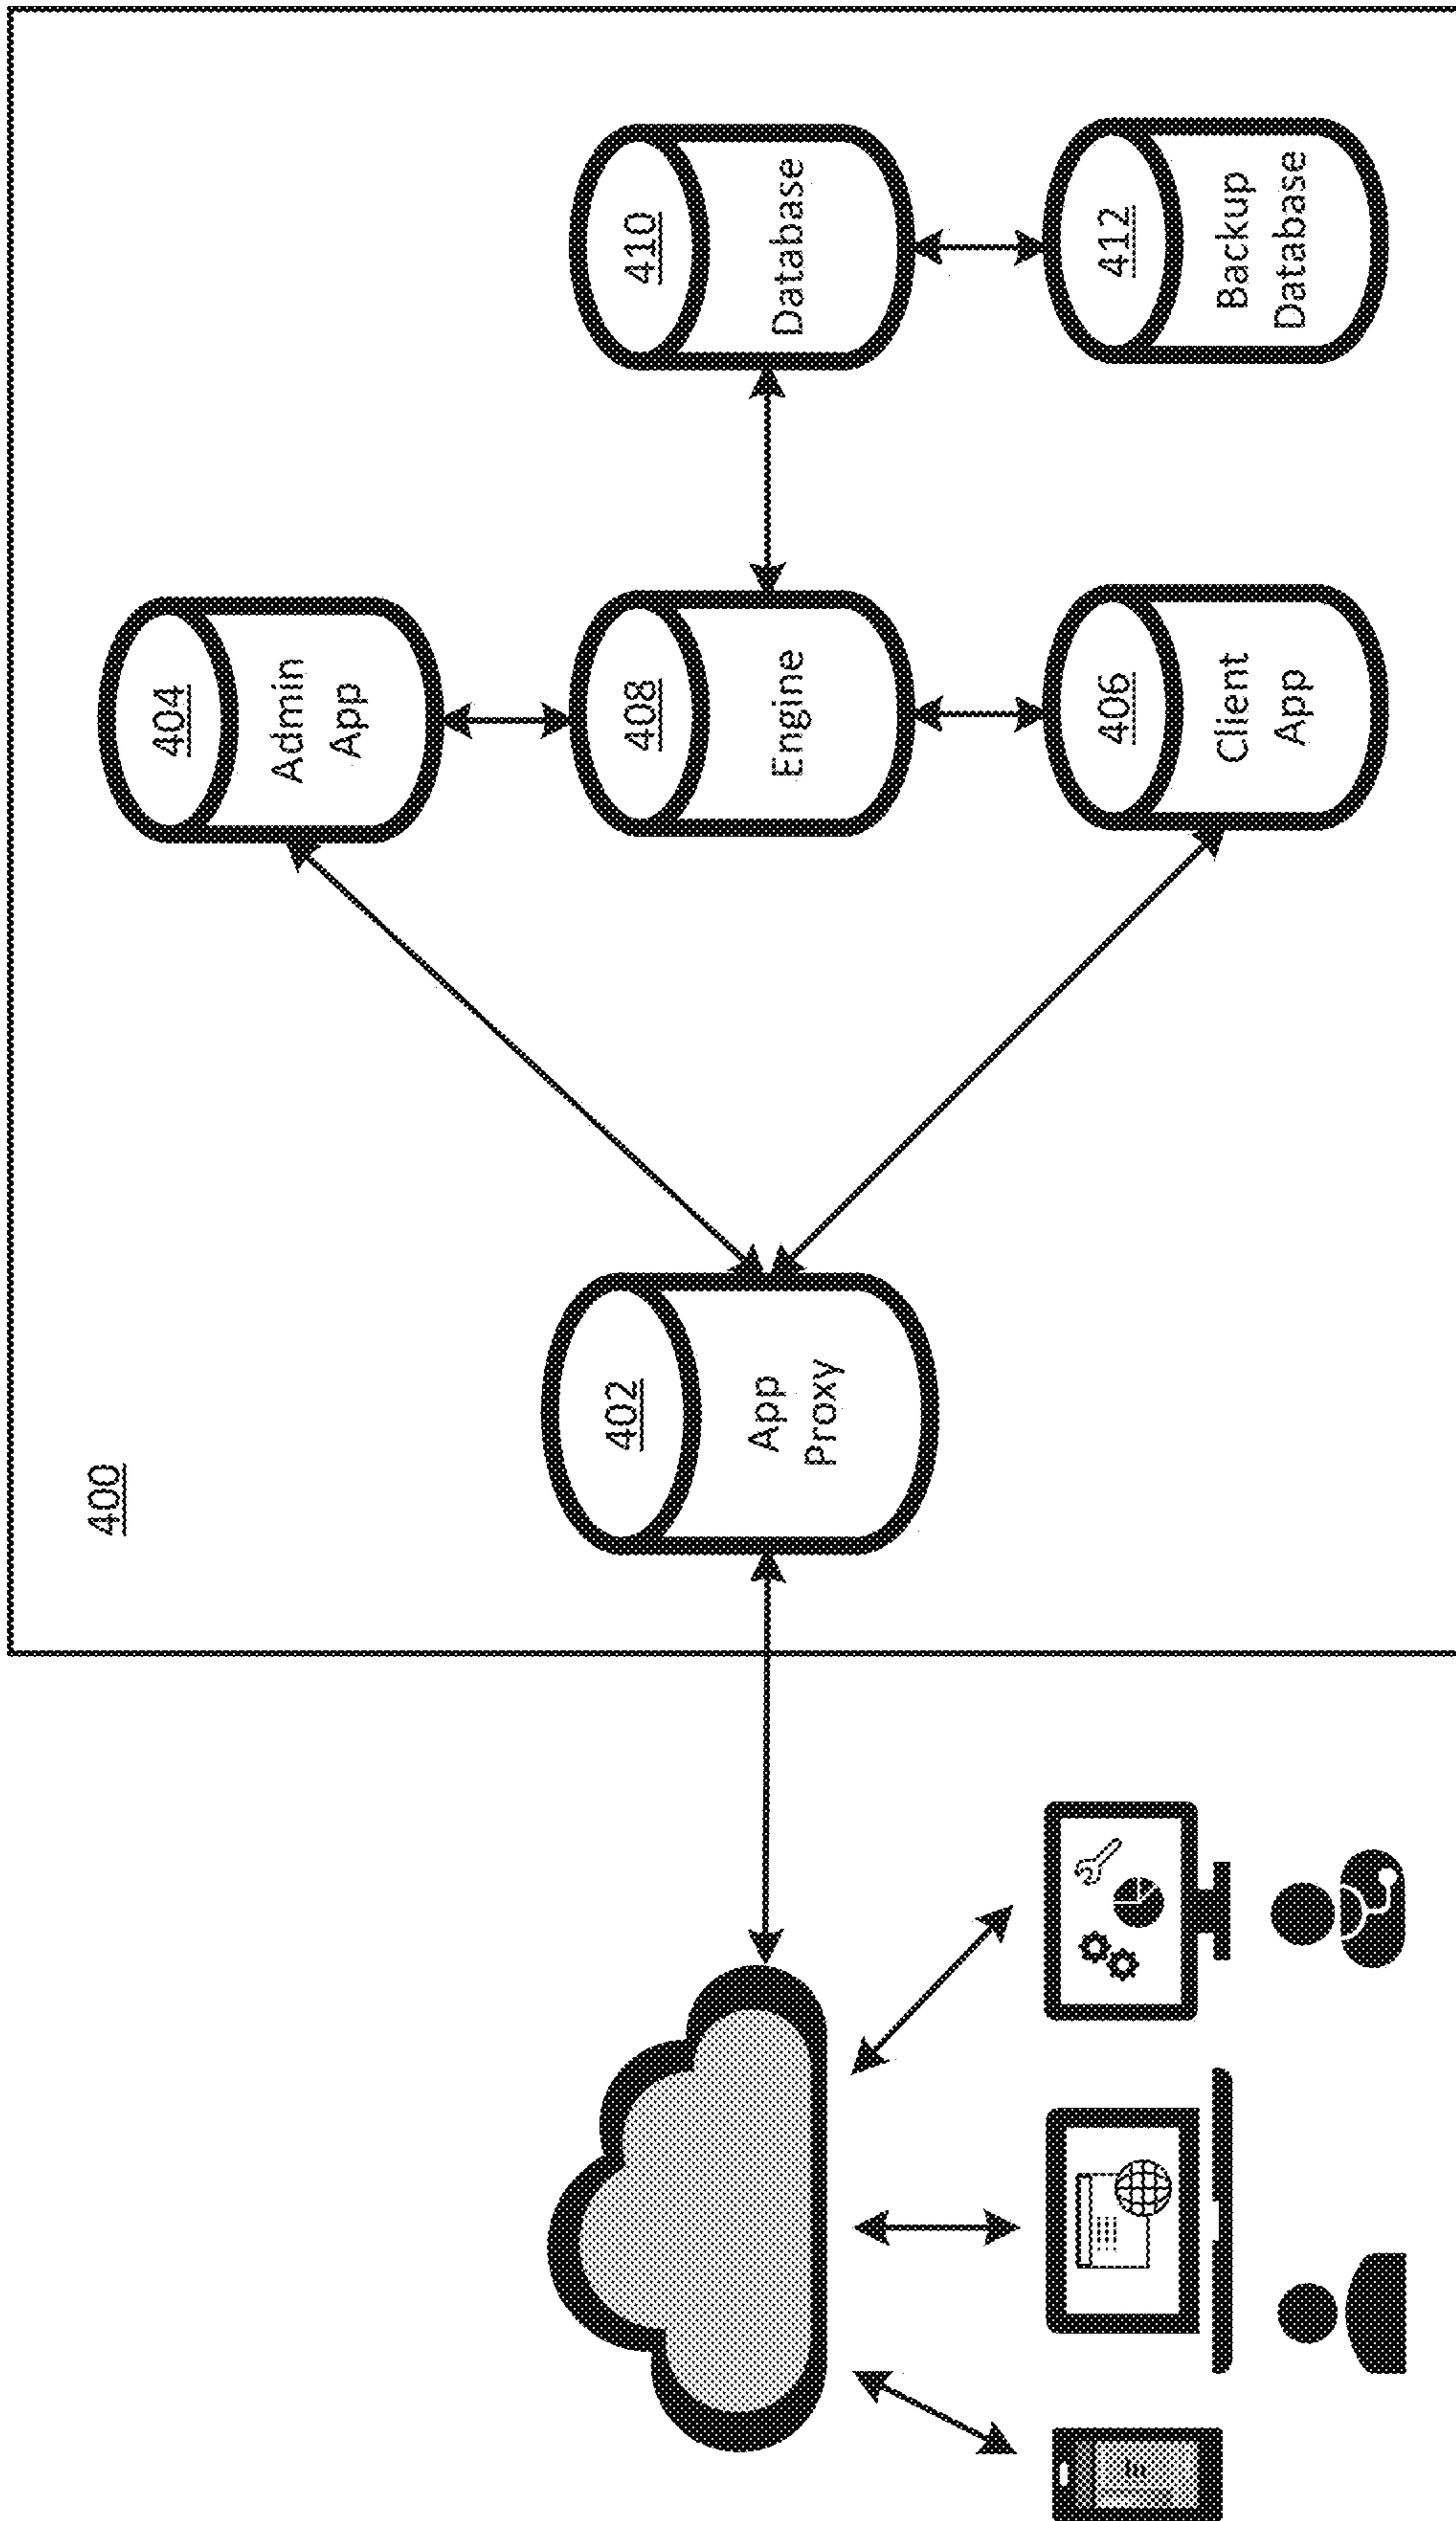 400
402
App
Proxy
404
Admin
App
408
Engine
406
Client
App
410
Database
412
Backup
Database